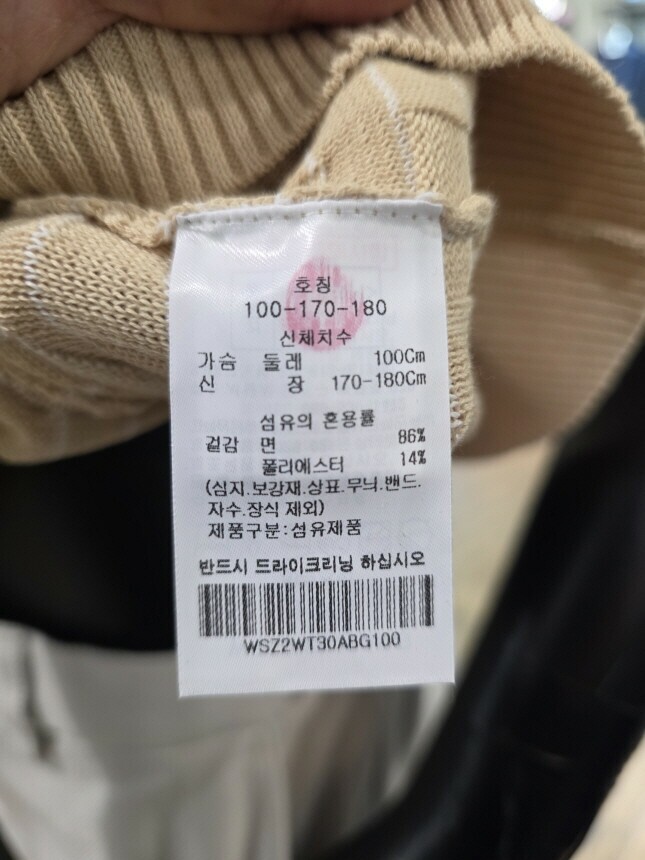 호칭
100-170-180
신체치수
가슴 둘레 100Cm
신 장 170-180Cm
섬유의 혼용률
겉감 면 86%
폴리에스터 14%
(심지.보강재.상표.무늬.밴드.
자수.장식 제외)
제품구분:섬유제품
반드시 드라이크리닝 하십시오
WSZ2WT30ABG100